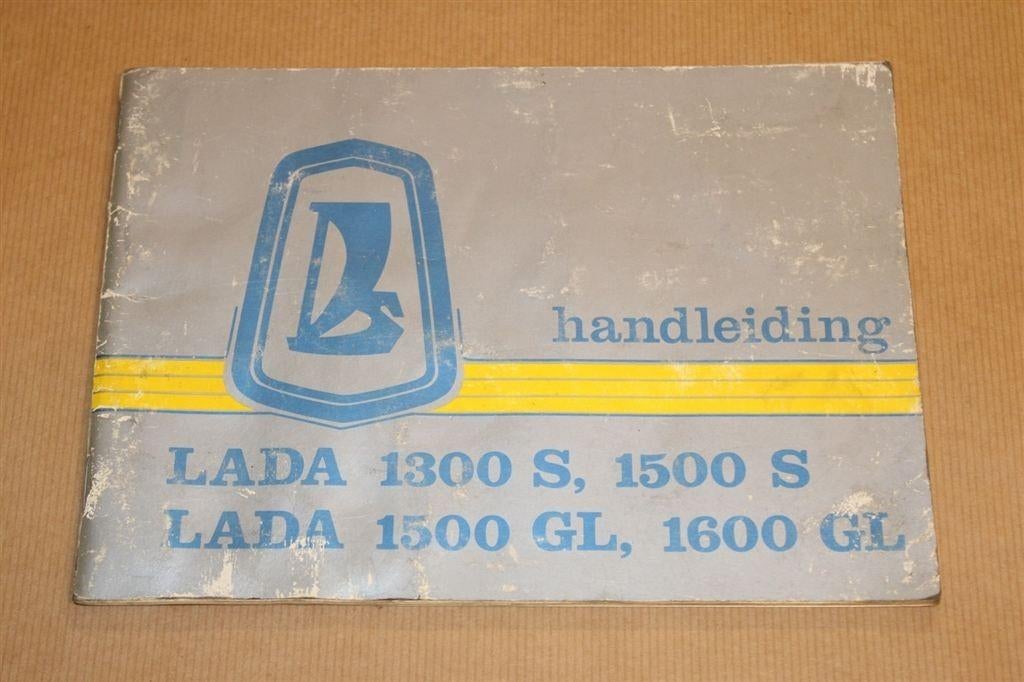 handleiding
LADA 1300 S, 1500 S
LADA 1500 GL, 1600 GL